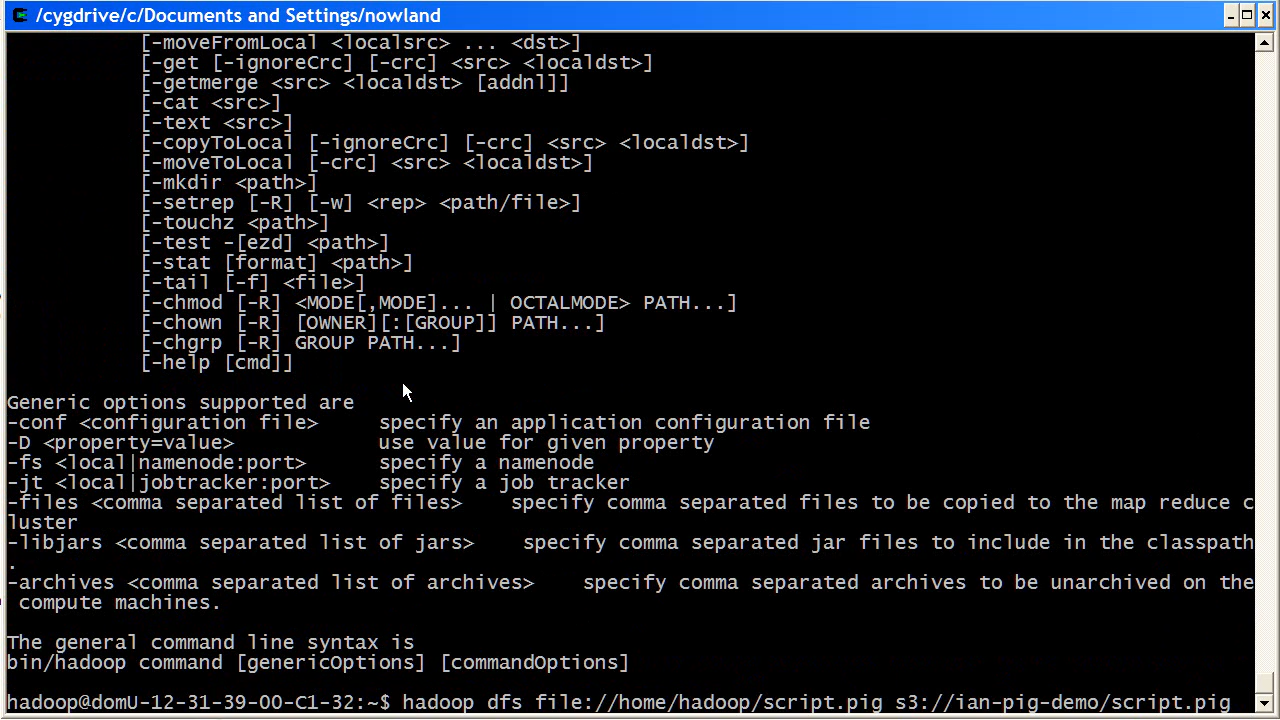 /cygdrive/c/Documents and Settings/nowland
[-moveFromLocal <localsrc> ... <dst>]
[-get [-ignoreCrc] [-crc] <src> <localdst>]
[-getmerge <src> <localdst> [addnl]]
[-cat <src>]
[-text <src>]
[-copyToLocal [-ignoreCrc] [-crc] <src> <localdst>]
[-moveToLocal [-crc] <src> <localdst>]
[-mkdir <path>]
[-setrep [-R] [-w] <rep> <path/file>]
[-touchz <path>]
[-test -[ezd] <path>]
[-stat [format] <path>]
[-tail [-f] <file>]
[-chmod [-R] <MODE[,MODE]... | OCTALMODE> PATH...]
[-chown [-R] [OWNER][:[GROUP]] PATH...]
[-chgrp [-R] GROUP PATH...]
[-help [cmd]]
Generic options supported are
-conf <configuration file>     specify an application configuration file
-D <property=value>            use value for given property
-fs <local|namenode:port>      specify a namenode
-jt <local|jobtracker:port>    specify a job tracker
-files <comma separated list of files>    specify comma separated files to be copied to the map reduce c
luster
-libjars <comma separated list of jars>    specify comma separated jar files to include in the classpath
.
-archives <comma separated list of archives>    specify comma separated archives to be unarchived on the
 compute machines.
The general command line syntax is
bin/hadoop command [genericOptions] [commandOptions]
hadoop@domU-12-31-39-00-C1-32:~$ hadoop dfs file://home/hadoop/script.pig s3://ian-pig-demo/script.pig